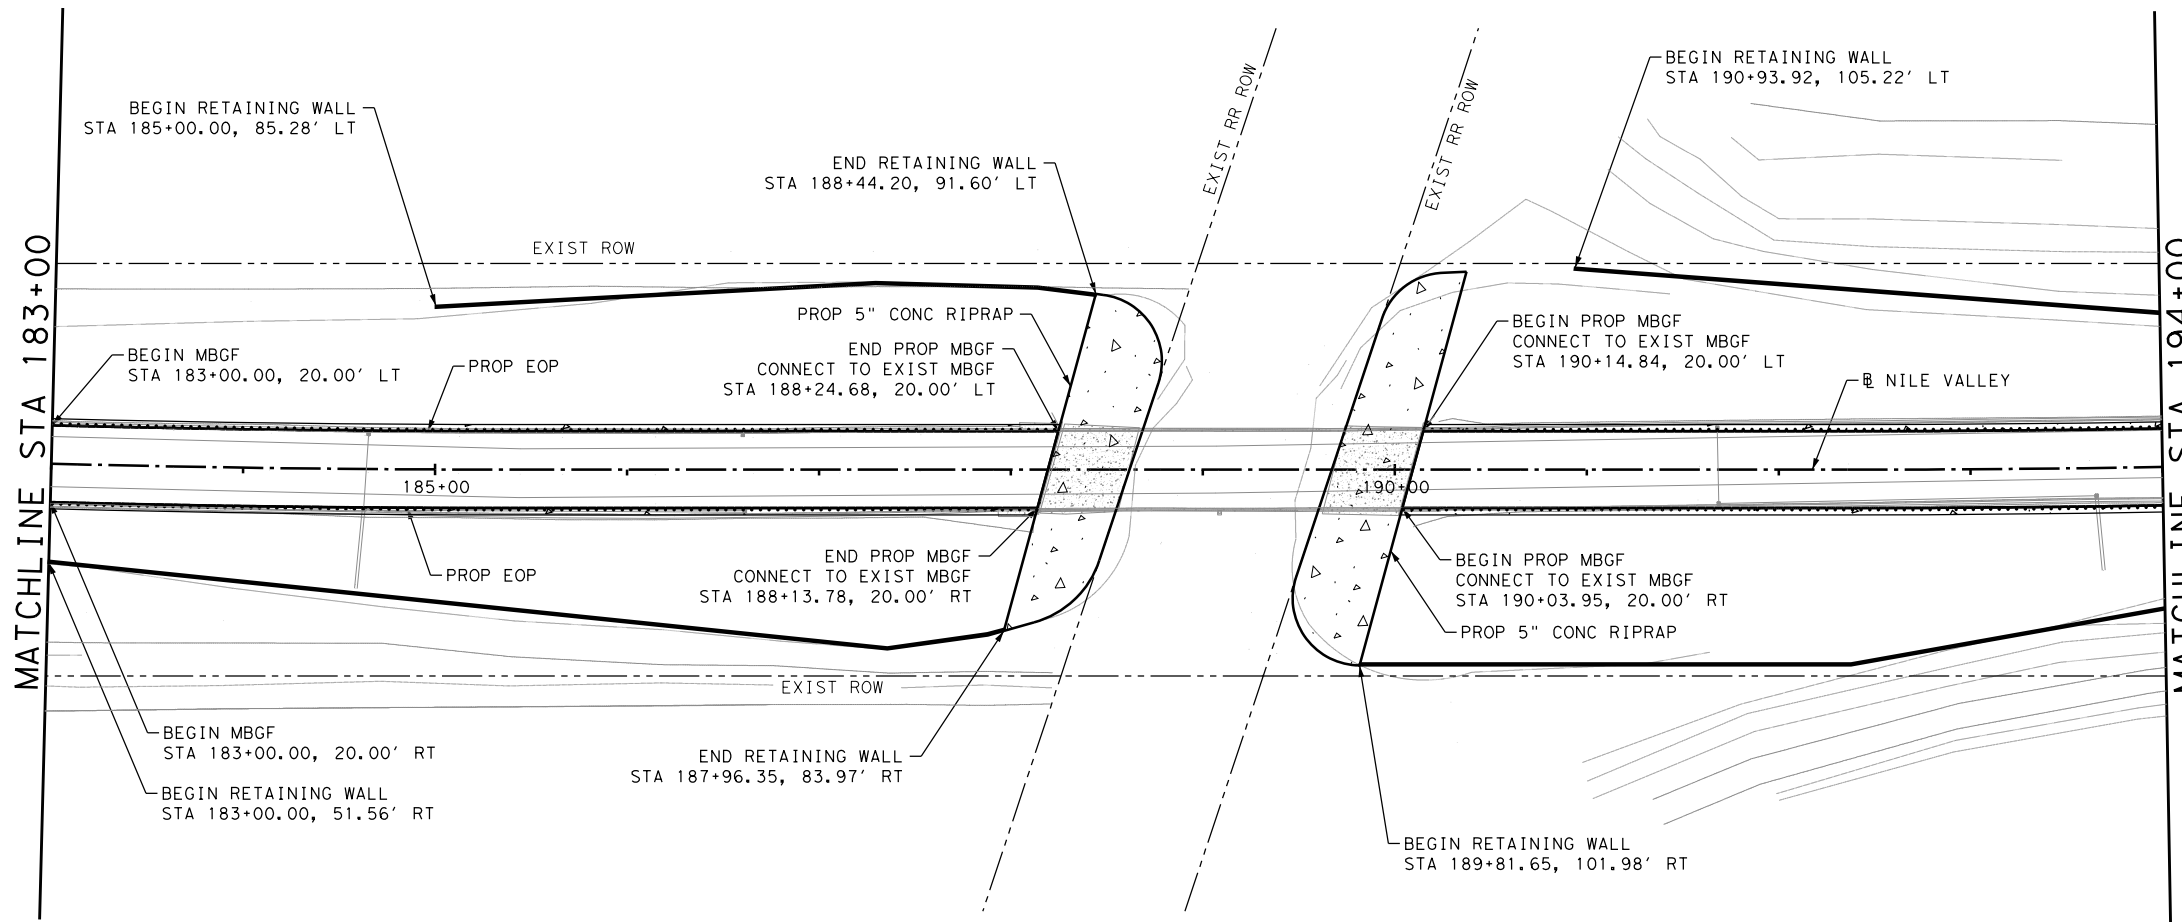 BEGIN RETAINING WALL
STA 190+93.92, 105.22' LT
BEGIN RETAINING WALL
STA 185+00.00, 85.28' LT
END RETAINING WALL
STA 188+44.20, 91.60' LT
EXIST RR ROW
EXIST RR ROW
EXIST ROW
MATCHLINE STA 183+00
MATCHLINE STA 194+00
PROP 5" CONC RIPRAP
BEGIN MBGF
STA 183+00.00, 20.00' LT
PROP EOP
END PROP MBGF
CONNECT TO EXIST MBGF
STA 188+24.68, 20.00' LT
BEGIN PROP MBGF
CONNECT TO EXIST MBGF
STA 190+14.84, 20.00' LT
BL NILE VALLEY
185+00
190+00
PROP EOP
END PROP MBGF
CONNECT TO EXIST MBGF
STA 188+13.78, 20.00' RT
BEGIN PROP MBGF
CONNECT TO EXIST MBGF
STA 190+03.95, 20.00' RT
PROP 5" CONC RIPRAP
EXIST ROW
BEGIN MBGF
STA 183+00.00, 20.00' RT
END RETAINING WALL
STA 187+96.35, 83.97' RT
BEGIN RETAINING WALL
STA 183+00.00, 51.56' RT
BEGIN RETAINING WALL
STA 189+81.65, 101.98' RT